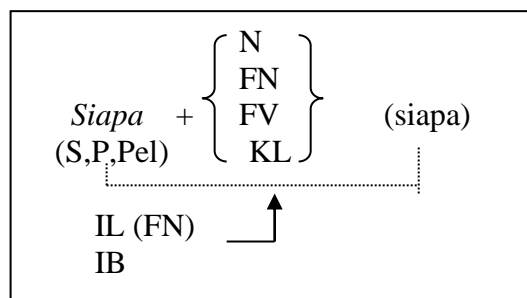 N
FN
Siapa + FV (siapa)
(S,P,Pel) KL
IL (FN)
IB